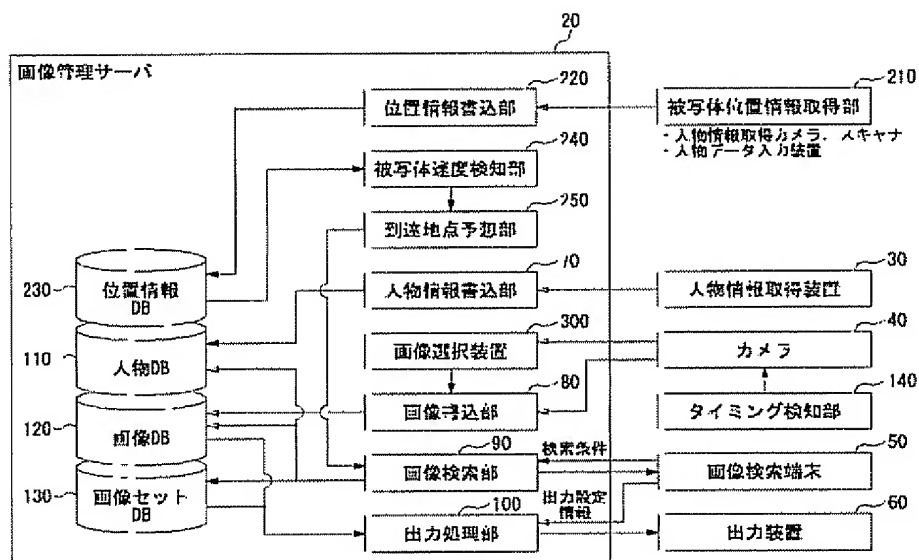 20
画像管理サーバ
220
位置情報書込部
210
被写体位置情報取得部
・人物情報取得カメラ、スキャナ
・人物データ入力装置
240
被写体速度検知部
250
到達地点予想部
230
位置情報
DB
70
人物情報書込部
30
人物情報取得装置
110
人物DB
300
画像選択装置
40
カメラ
80
画像書込部
140
タイミング検知部
120
画像DB
90
画像検索部
検索条件
50
画像検索端末
130
画像セット
DB
100
出力処理部
出力設定
情報
60
出力装置